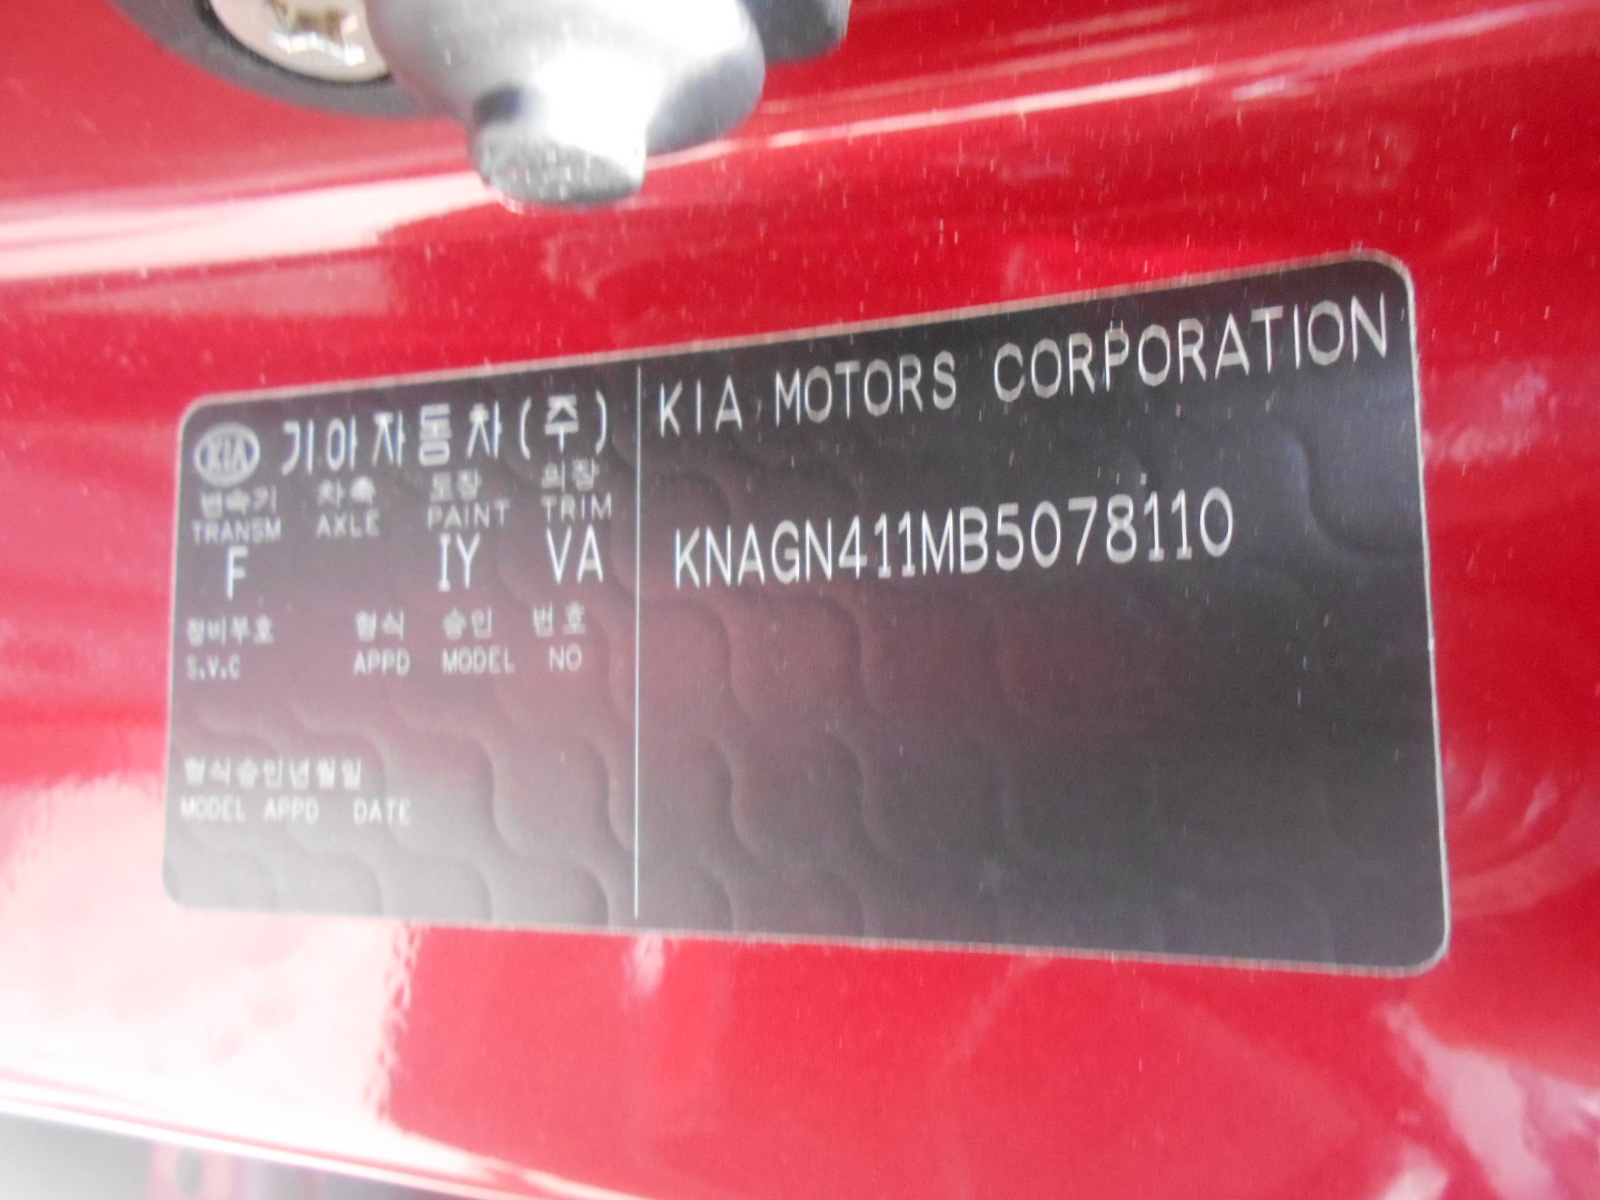 KIA 기아자동차(주)
변속기 차축 도장 의장
TRANSM AXLE PAINT TRIM
F IY VA
정비부호 형식 승인 번호
S.V.C APPD MODEL NO
형식승인년월일
MODEL APPD DATE
KIA MOTORS CORPORATION
KNAGN411MB5078110